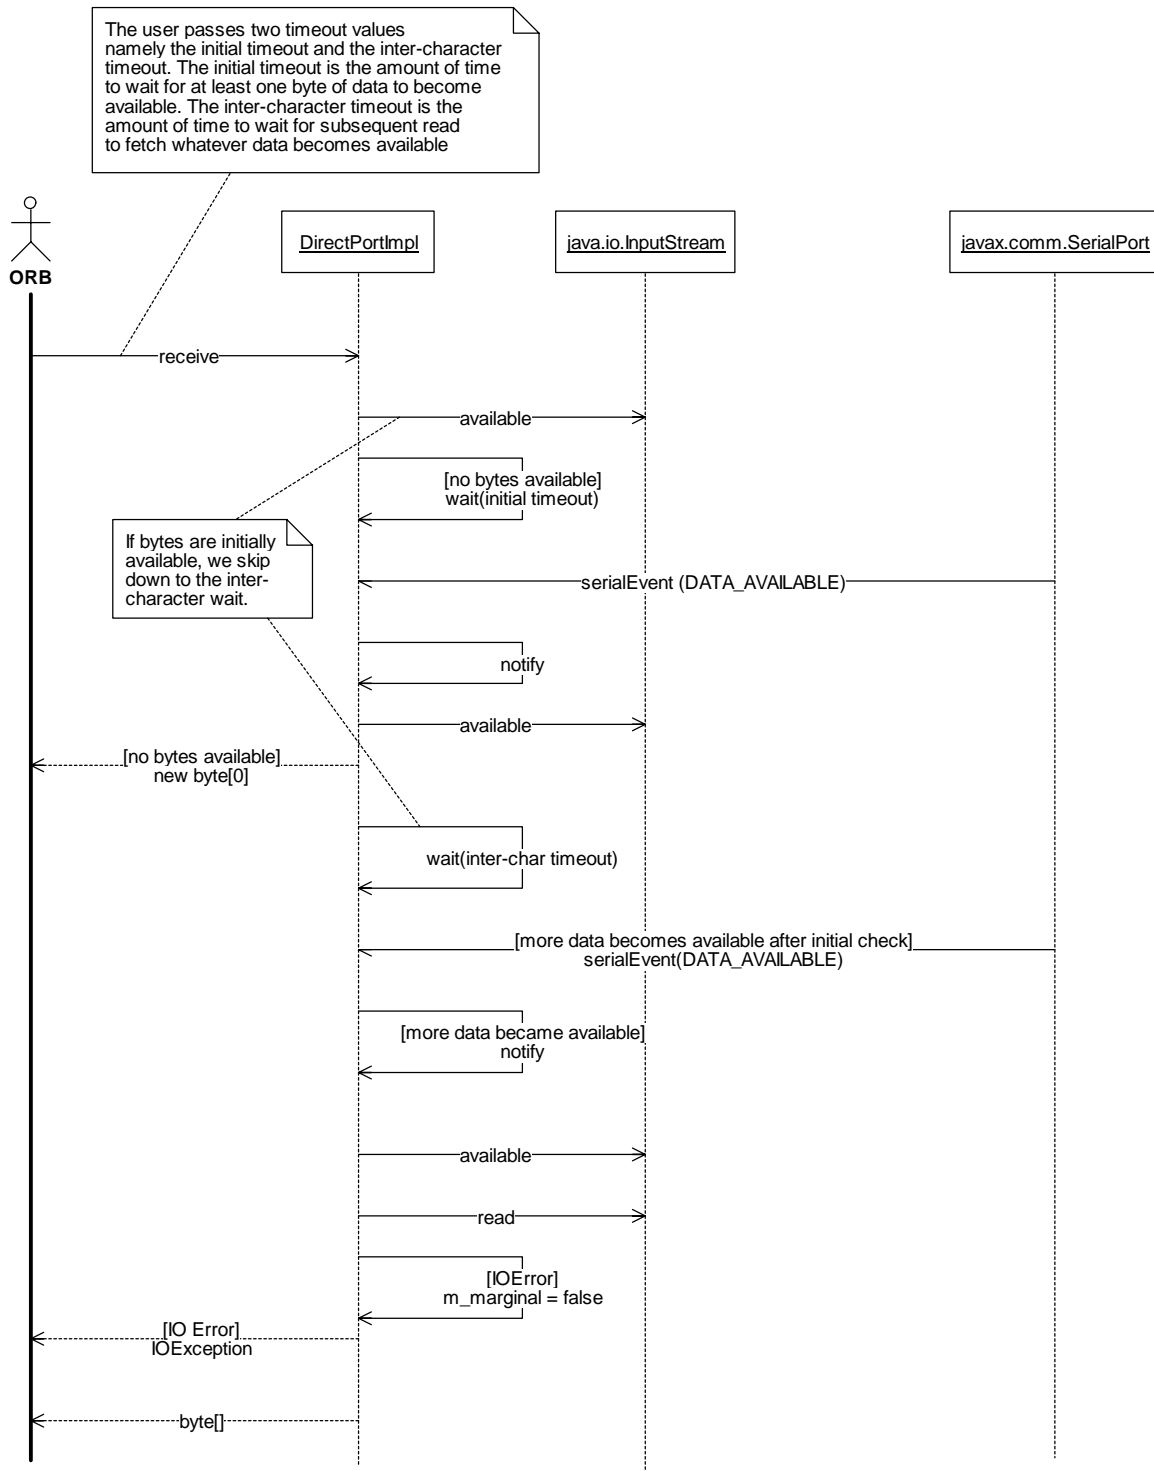 The user passes two timeout values
namely the initial timeout and the inter-character
timeout. The initial timeout is the amount of time
to wait for at least one byte of data to become
available. The inter-character timeout is the
amount of time to wait for subsequent read
to fetch whatever data becomes available
ORB
DirectPortImpl
java.io.InputStream
javax.comm.SerialPort
receive
available
[no bytes available]
wait(initial timeout)
If bytes are initially
available, we skip
down to the inter-
character wait.
serialEvent (DATA_AVAILABLE)
notify
available
[no bytes available]
new byte[0]
wait(inter-char timeout)
[more data becomes available after initial check]
serialEvent(DATA_AVAILABLE)
[more data became available]
notify
available
read
[IOError]
m_marginal = false
[IO Error]
IOException
byte[]